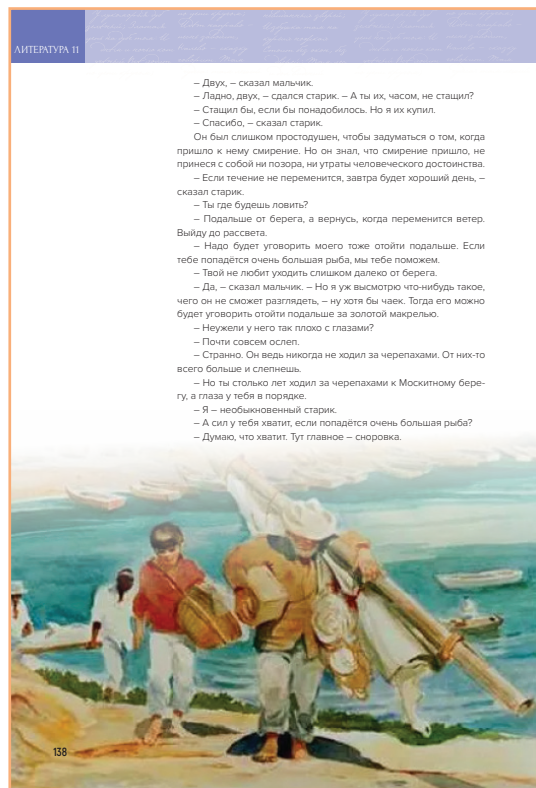 ЛИТЕРАТУРА 11
– Двух, – сказал мальчик.
– Ладно, двух, – сдался старик. – А ты их, часом, не стащил?
– Стащил бы, если бы понадобилось. Но я их купил.
– Спасибо, – сказал старик.
Он был слишком простодушен, чтобы задуматься о том, когда
пришло к нему смирение. Но он знал, что смирение пришло, не
принеся с собой ни позора, ни утраты человеческого достоинства.
– Если течение не переменится, завтра будет хороший день, –
сказал старик.
– Ты где будешь ловить?
– Подальше от берега, а вернусь, когда переменится ветер.
Выйду до рассвета.
– Надо будет уговорить моего тоже отойти подальше. Если
тебе попадётся очень большая рыба, мы тебе поможем.
– Твой не любит уходить слишком далеко от берега.
– Да, – сказал мальчик. – Но я уж высмотрю что-нибудь такое,
чего он не сможет разглядеть, – ну хотя бы чаек. Тогда его можно
будет уговорить отойти подальше за золотой макрелью.
– Неужели у него так плохо с глазами?
– Почти совсем ослеп.
– Странно. Он ведь никогда не ходил за черепахами. От них-то
всего больше и слепнешь.
– Но ты столько лет ходил за черепахами к Москитному бере-
гу, а глаза у тебя в порядке.
– Я – необыкновенный старик.
– А сил у тебя хватит, если попадётся очень большая рыба?
– Думаю, что хватит. Тут главное – сноровка.
138